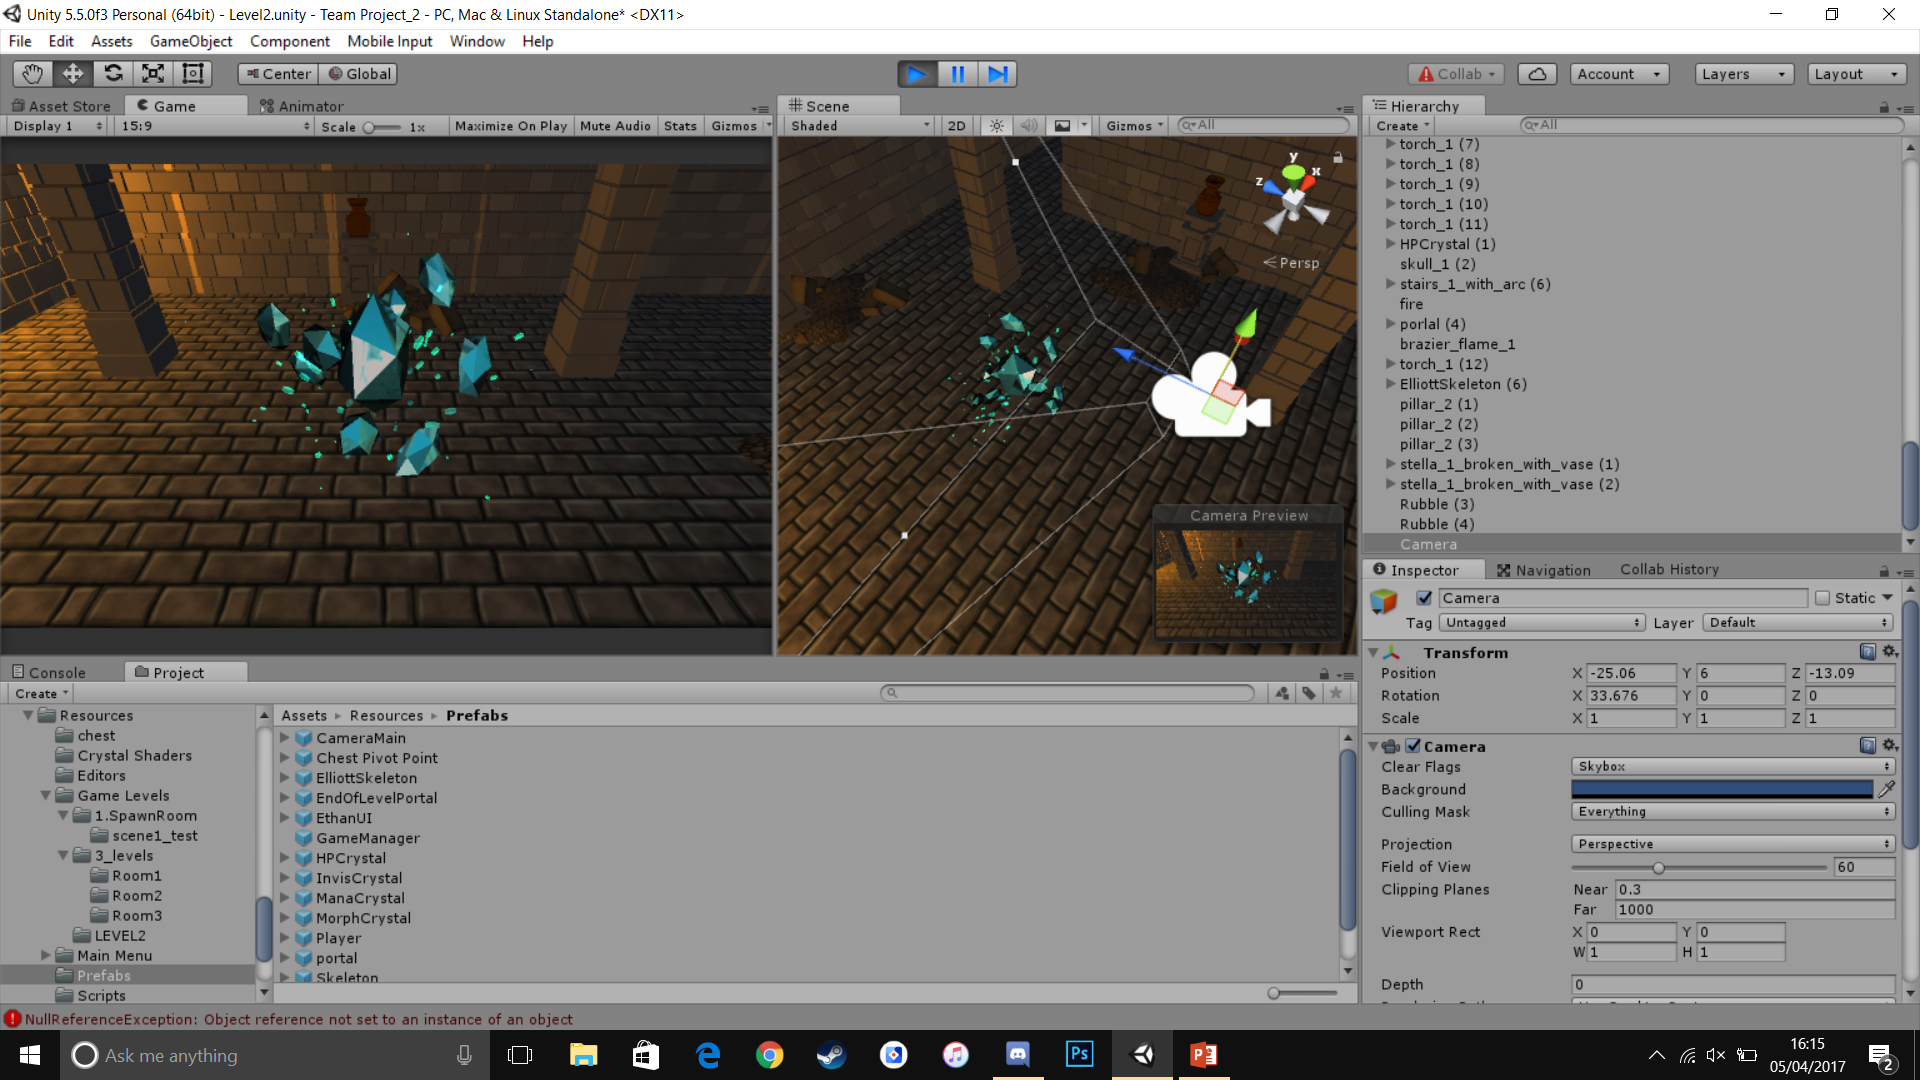 Unity 5.5.0f3 Personal (64bit) - Level2.unity - Team Project_2 - PC, Mac & Linux Standalone* <DX11>
File Edit Assets GameObject Component Mobile Input Window Help
Center Global Collab Account Layers Layout
Asset Store Game Animator
Display 1 15:9 Scale 1x Maximize On Play Mute Audio Stats Gizmos
Scene
Shaded 2D Gizmos All
y
x
z
Persp
Camera Preview
Hierarchy
Create All
torch_1 (7)
torch_1 (8)
torch_1 (9)
torch_1 (10)
torch_1 (11)
HPCrystal (1)
skull_1 (2)
stairs_1_with_arc (6)
fire
porlal (4)
brazier_flame_1
torch_1 (12)
ElliottSkeleton (6)
pillar_2 (1)
pillar_2 (2)
pillar_2 (3)
stella_1_broken_with_vase (1)
stella_1_broken_with_vase (2)
Rubble (3)
Rubble (4)
Camera
Inspector Navigation Collab History
Camera Static
Tag Untagged Layer Default
Transform
Position X -25.06 Y 6 Z -13.09
Rotation X 33.676 Y 0 Z 0
Scale X 1 Y 1 Z 1
Camera
Clear Flags Skybox
Background
Culling Mask Everything
Projection Perspective
Field of View 60
Clipping Planes Near 0.3
Far 1000
Viewport Rect X 0 Y 0
W 1 H 1
Depth 0
Console Project
Create
Resources
chest
Crystal Shaders
Editors
Game Levels
1.SpawnRoom
scene1_test
3_levels
Room1
Room2
Room3
LEVEL2
Main Menu
Prefabs
Scripts
Assets Resources Prefabs
CameraMain
Chest Pivot Point
ElliottSkeleton
EndOfLevelPortal
EthanUI
GameManager
HPCrystal
InvisCrystal
ManaCrystal
MorphCrystal
Player
portal
Skeleton
NullReferenceException: Object reference not set to an instance of an object
Ask me anything
Ps
P
16:15
05/04/2017
2